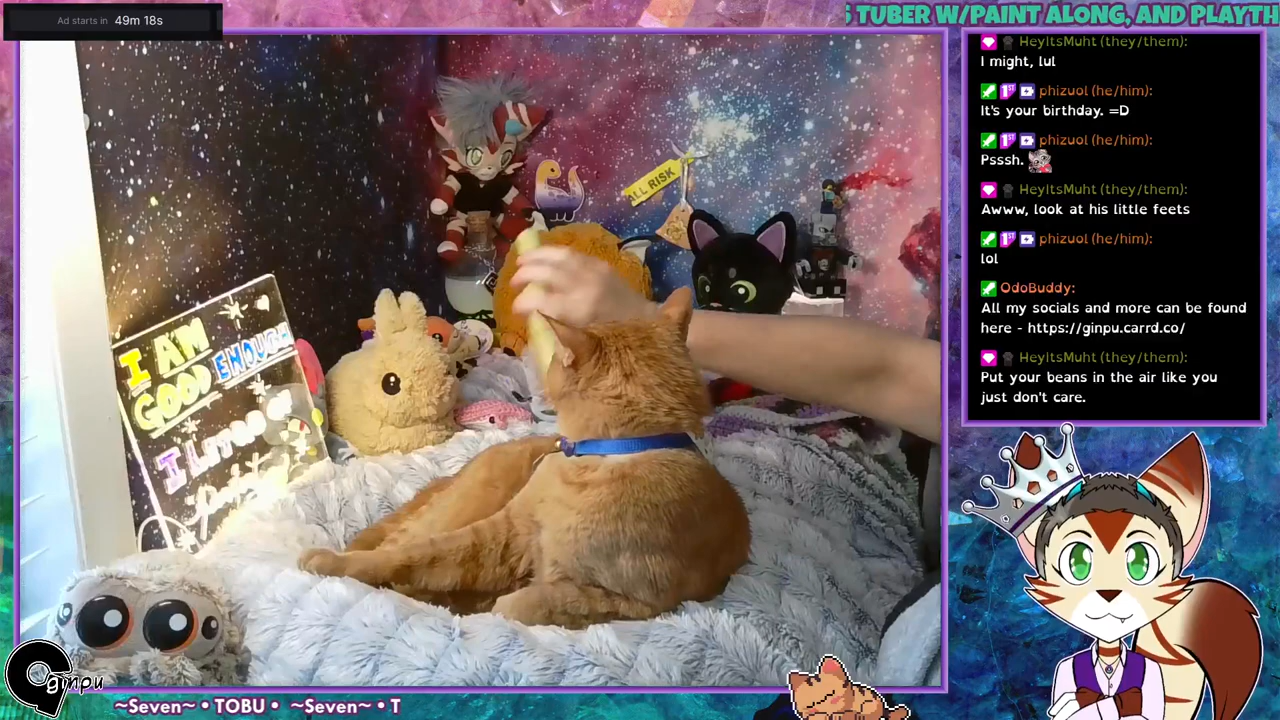 Ad starts in 49m 18s
TUBER W/PAINT ALONG, AND PLAYTH
HeyItsMuht (they/them):
I might, lul
phizuol (he/him):
It's your birthday. =D
phizuol (he/him):
Psssh.
HeyItsMuht (they/them):
Awww, look at his little feets
phizuol (he/him):
lol
OdoBuddy:
All my socials and more can be found
here - https://ginpu.carrd.co/
HeyItsMuht (they/them):
Put your beans in the air like you
just don't care.
ALL RISK
I AM
GOOD ENOUGH
ginpu
~Seven~ • TOBU • ~Seven~ • T